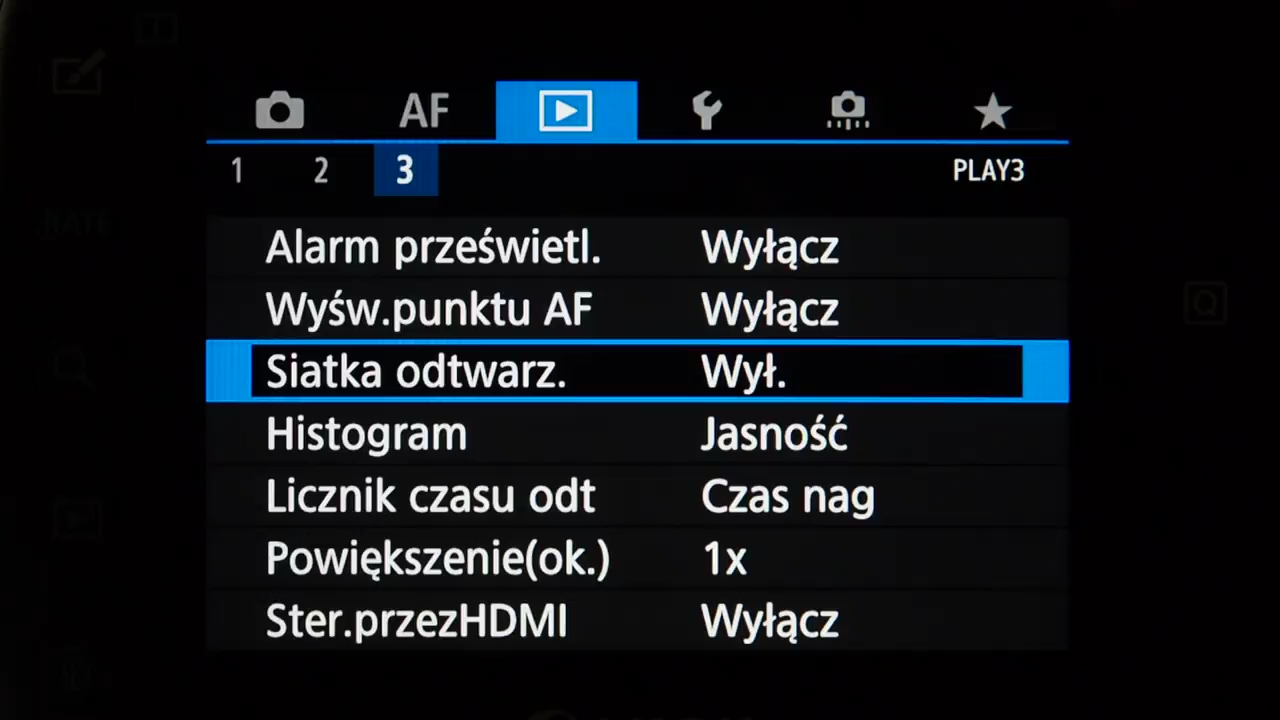 AF
1 2 3 PLAY3
Alarm prześwietl. Wyłącz
Wyśw.punktu AF Wyłącz
Siatka odtwarz. Wył.
Histogram Jasność
Licznik czasu odt Czas nag
Powiększenie(ok.) 1x
Ster.przezHDMI Wyłącz
RATE
Q